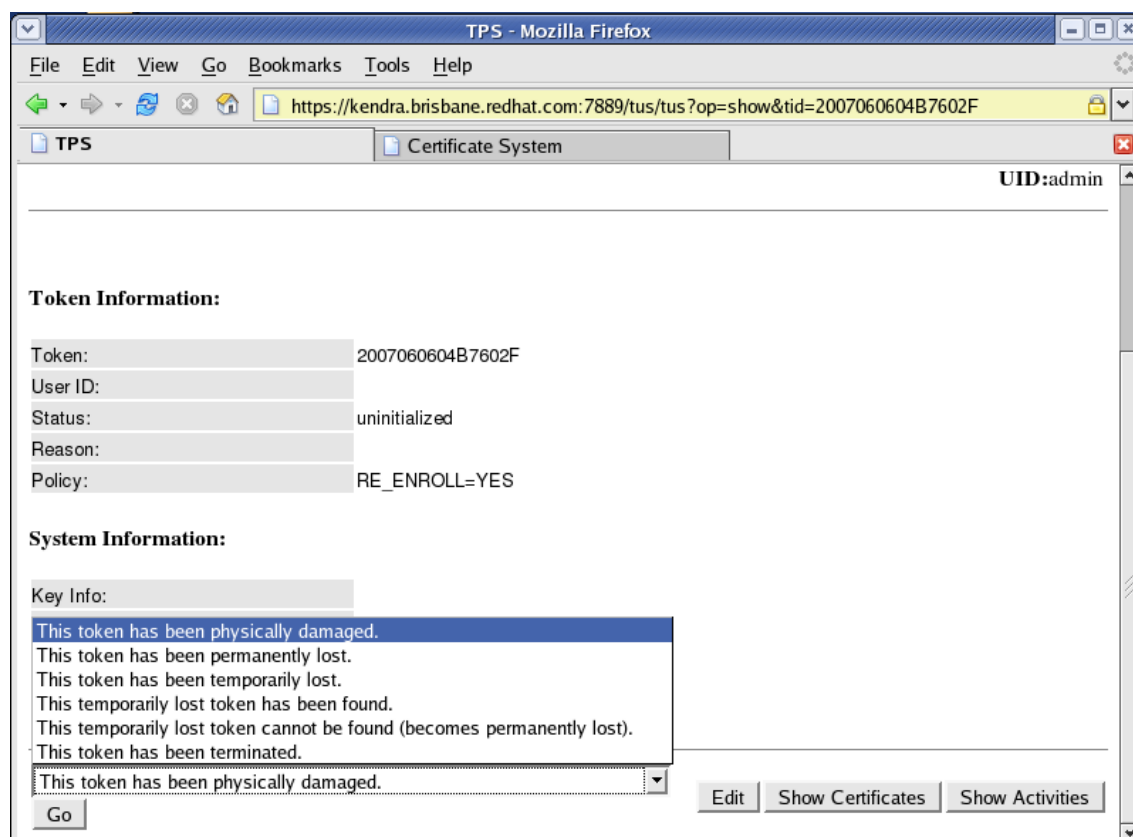 TPS - Mozilla Firefox
File Edit View Go Bookmarks Tools Help
https://kendra.brisbane.redhat.com:7889/tus/tus?op=show&tid=2007060604B7602F
TPS Certificate System
UID:admin
Token Information:
Token: 2007060604B7602F
User ID:
Status: uninitialized
Reason:
Policy: RE_ENROLL=YES
System Information:
Key Info:
This token has been physically damaged.
This token has been permanently lost.
This token has been temporarily lost.
This temporarily lost token has been found.
This temporarily lost token cannot be found (becomes permanently lost).
This token has been terminated.
This token has been physically damaged.
Edit Show Certificates Show Activities
Go